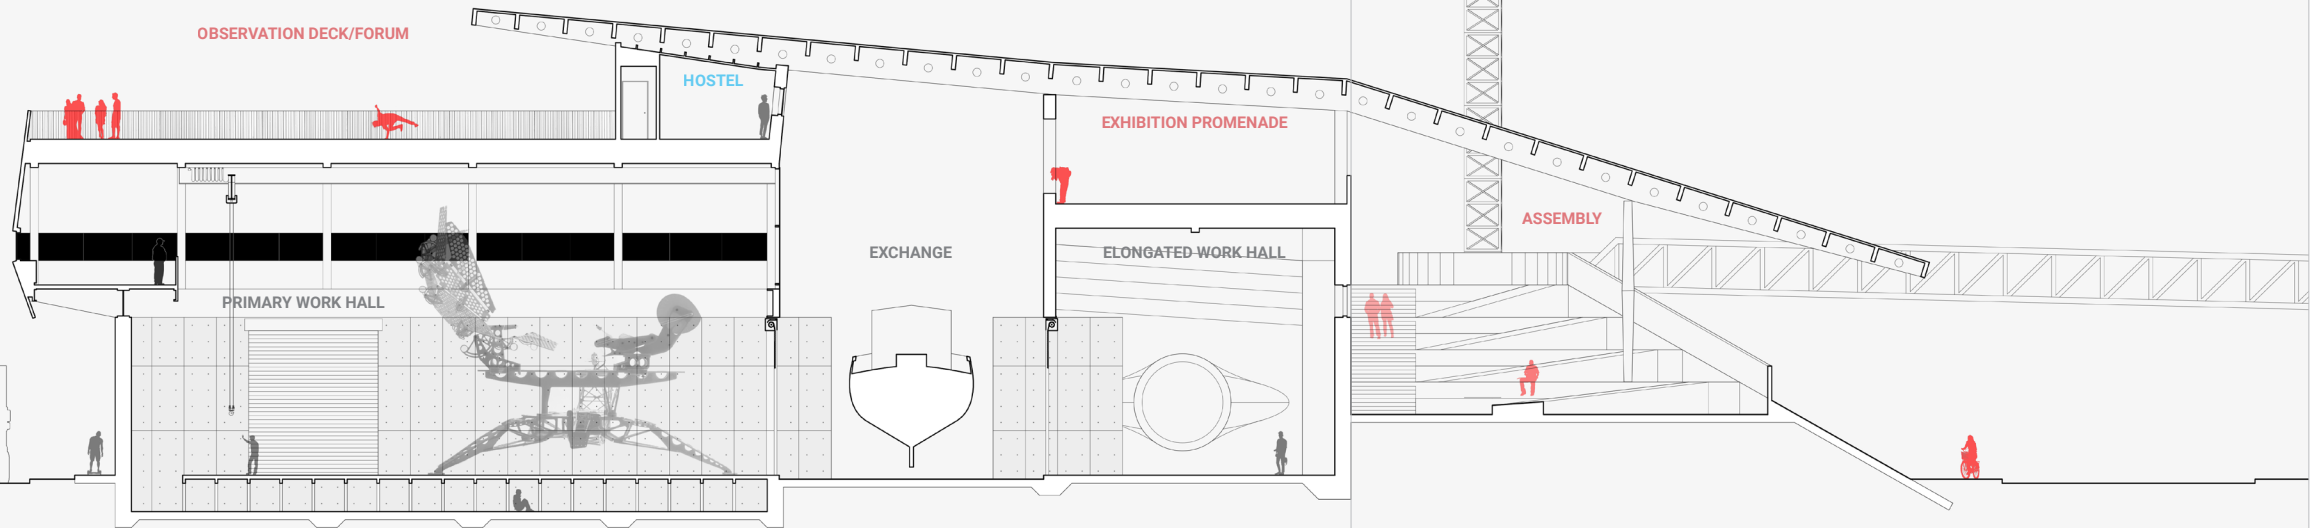 OBSERVATION DECK/FORUM
HOSTEL
EXHIBITION PROMENADE
ASSEMBLY
EXCHANGE
ELONGATED WORK HALL
PRIMARY WORK HALL